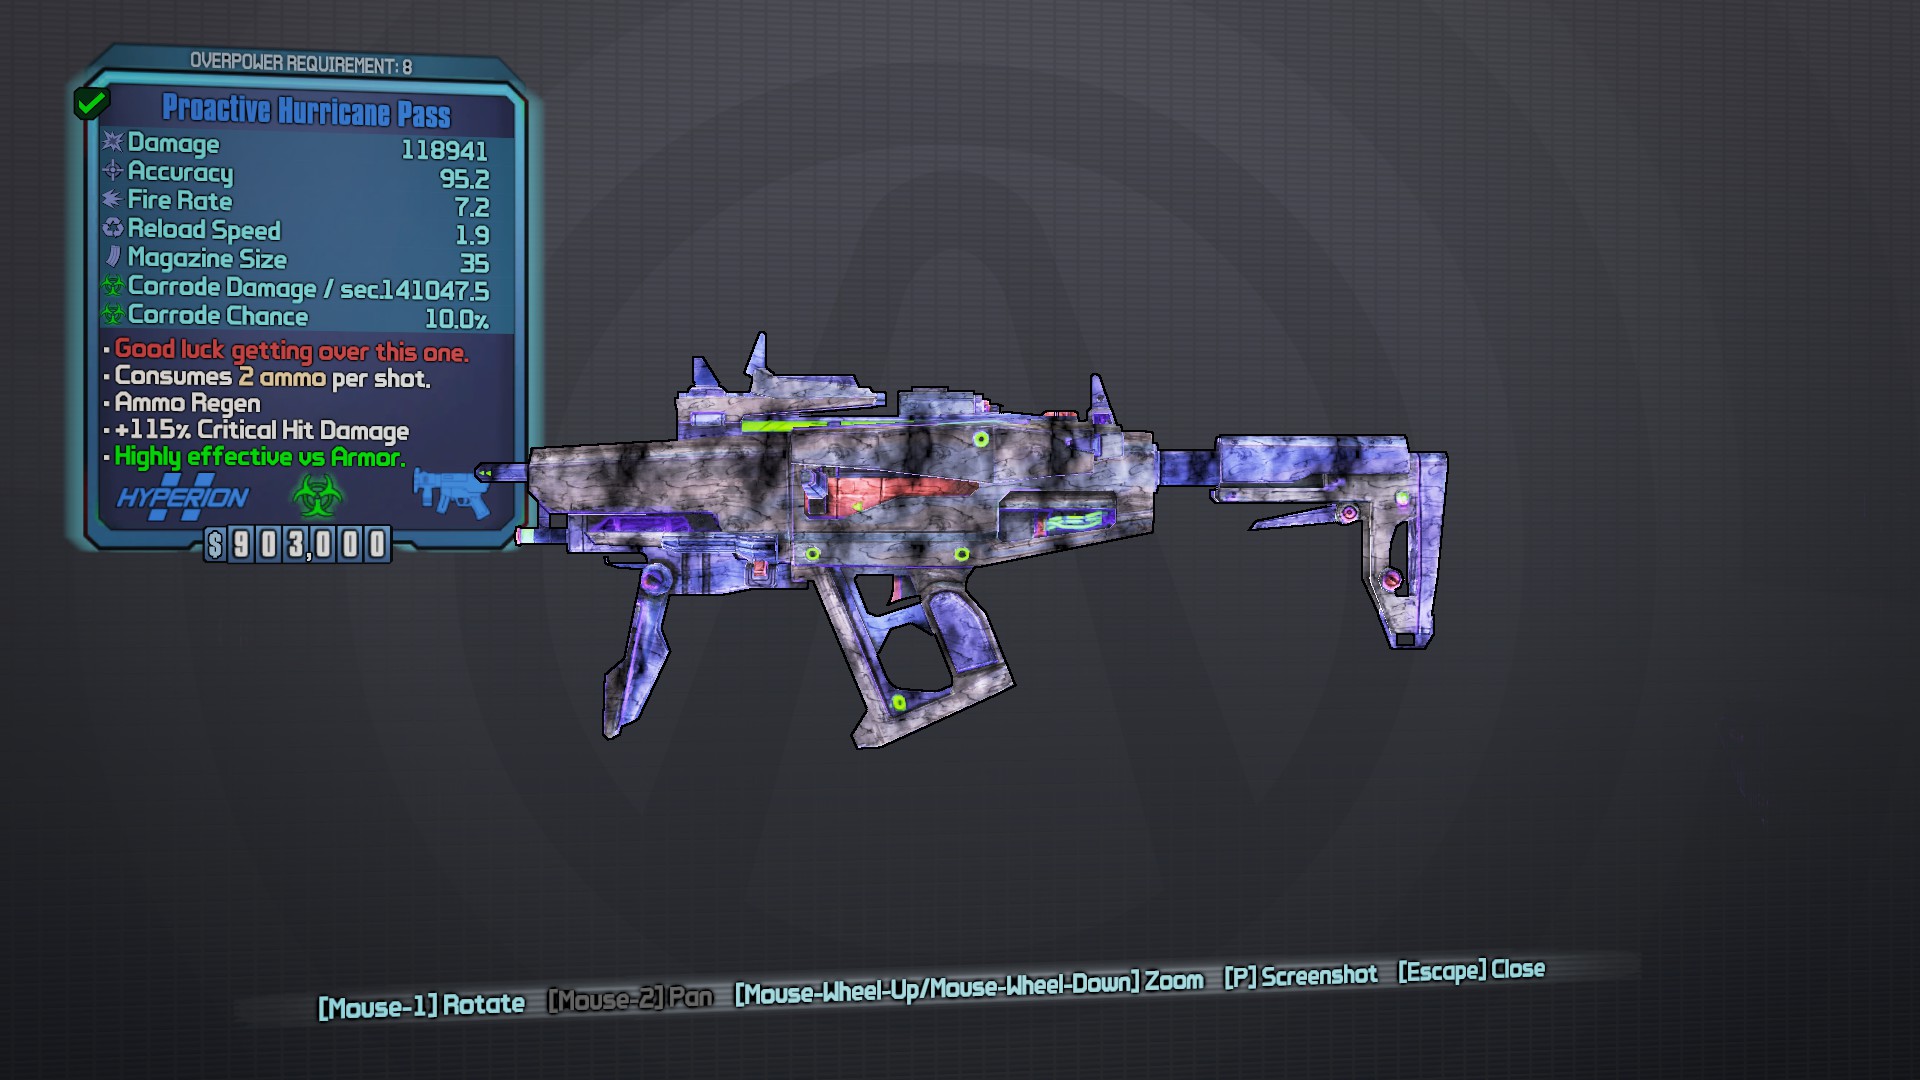 OVERPOWER REQUIREMENT: 8
Proactive Hurricane Pass
Damage 118941
Accuracy 95.2
Fire Rate 7.2
Reload Speed 1.9
Magazine Size 35
Corrode Damage / sec. 141047.5
Corrode Chance 10.0%
· Good luck getting over this one.
· Consumes 2 ammo per shot.
· Ammo Regen
· +115% Critical Hit Damage
· Highly effective vs Armor.
HYPERION
$ 903,000
[Mouse-1] Rotate [Mouse-2] Pan [Mouse-Wheel-Up/Mouse-Wheel-Down] Zoom [P] Screenshot [Escape] Close